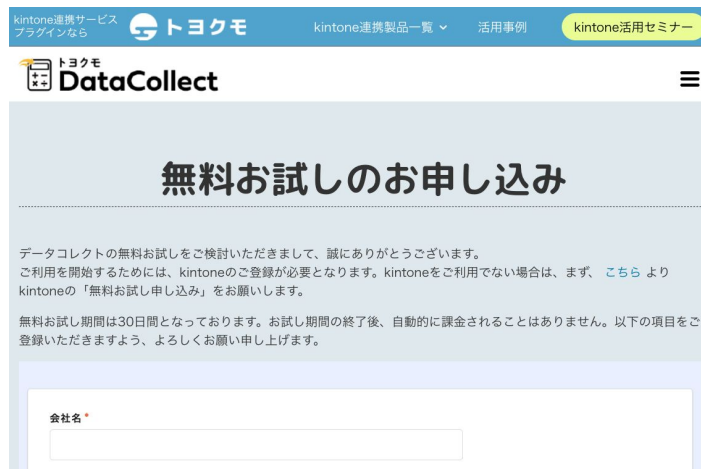 kintone連携サービス
プラグインなら
トヨクモ
kintone連携製品一覧
活用事例
kintone活用セミナー
トヨクモ
DataCollect
無料お試しのお申し込み
データコレクトの無料お試しをご検討いただきまして、誠にありがとうございます。
ご利用を開始するためには、kintoneのご登録が必要となります。kintoneをご利用でない場合は、まず、 こちら より
kintoneの「無料お試し申し込み」をお願いします。
無料お試し期間は30日間となっております。お試し期間の終了後、自動的に課金されることはありません。以下の項目をご
登録いただきますよう、よろしくお願い申し上げます。
会社名*